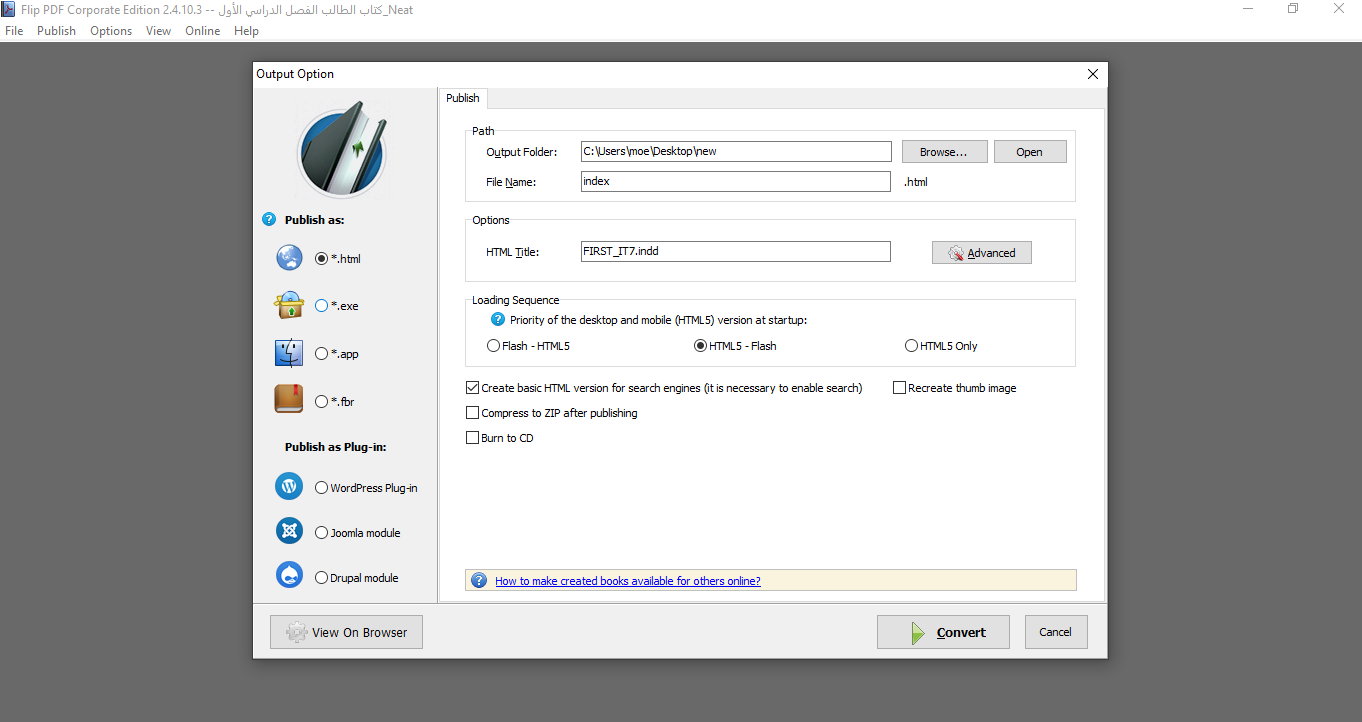 Flip PDF Corporate Edition 2.4.10.3 -- كتاب الطالب الفصل الدراسي الأول_Neat
File Publish Options View Online Help
Output Option
Publish
Path
Output Folder: C:\Users\moe\Desktop\new Browse... Open
File Name: index .html
Publish as:
Options
*.html HTML Title: FIRST_IT7.indd Advanced
*.exe Loading Sequence
Priority of the desktop and mobile (HTML5) version at startup:
*.app Flash - HTML5 HTML5 - Flash HTML5 Only
*.fbr Create basic HTML version for search engines (it is necessary to enable search) Recreate thumb image
Compress to ZIP after publishing
Burn to CD
Publish as Plug-in:
WordPress Plug-in
Joomla module
Drupal module
How to make created books available for others online?
View On Browser Convert Cancel